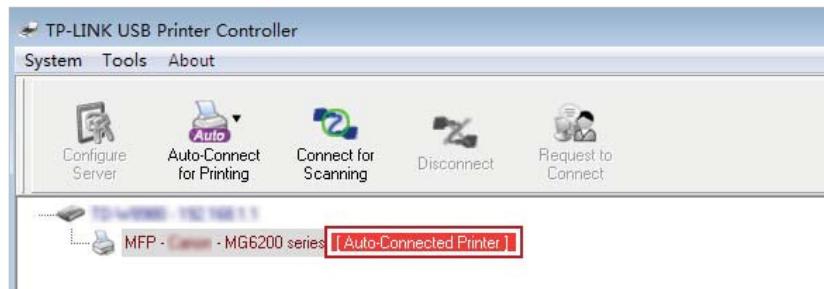 TP-LINK USB Printer Controller
System Tools About
Configure Server
Auto
Auto-Connect for Printing
Connect for Scanning
Disconnect
Request to Connect
MFP - - MG6200 series [Auto-Connected Printer]